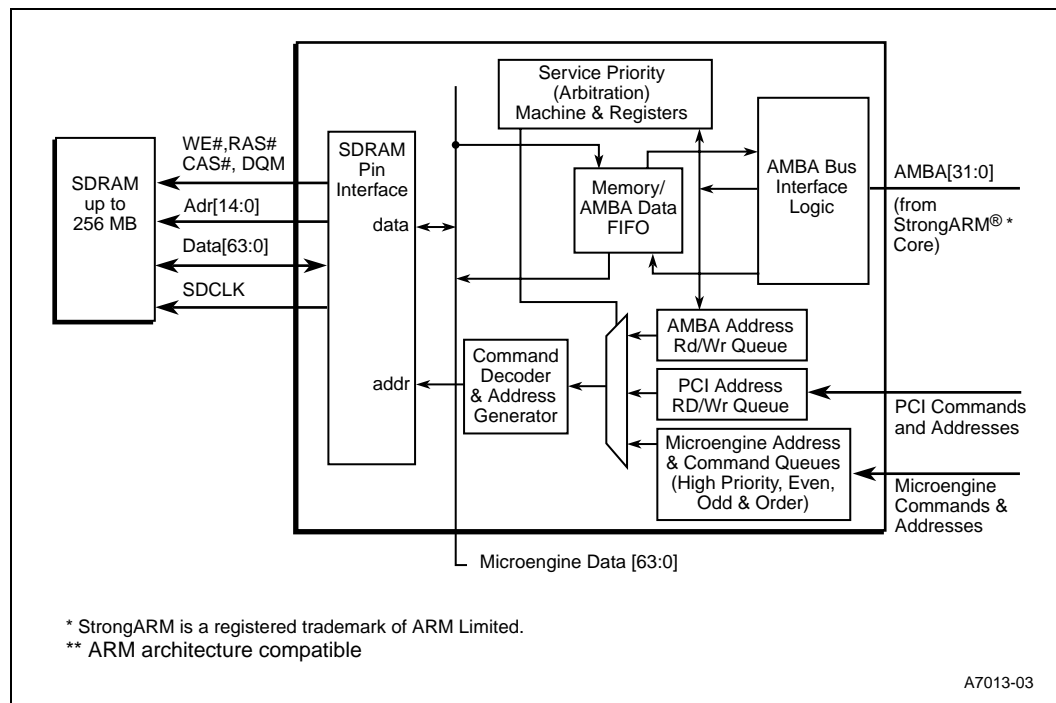 Service Priority
(Arbitration)
Machine & Registers
SDRAM
up to
256 MB
WE#,RAS#
CAS#, DQM
Adr[14:0]
Data[63:0]
SDCLK
SDRAM
Pin
Interface
data
addr
Memory/
AMBA Data
FIFO
AMBA Bus
Interface
Logic
AMBA[31:0]
(from
StrongARM® *
Core)
AMBA Address
Rd/Wr Queue
Command
Decoder
& Address
Generator
PCI Address
RD/Wr Queue
PCI Commands
and Addresses
Microengine Address
& Command Queues
(High Priority, Even,
Odd & Order)
Microengine
Commands &
Addresses
Microengine Data [63:0]
* StrongARM is a registered trademark of ARM Limited.
** ARM architecture compatible
A7013-03